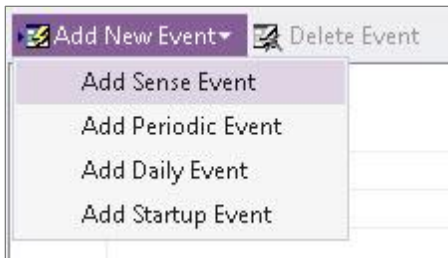 Add New Event Delete Event
Add Sense Event
Add Periodic Event
Add Daily Event
Add Startup Event